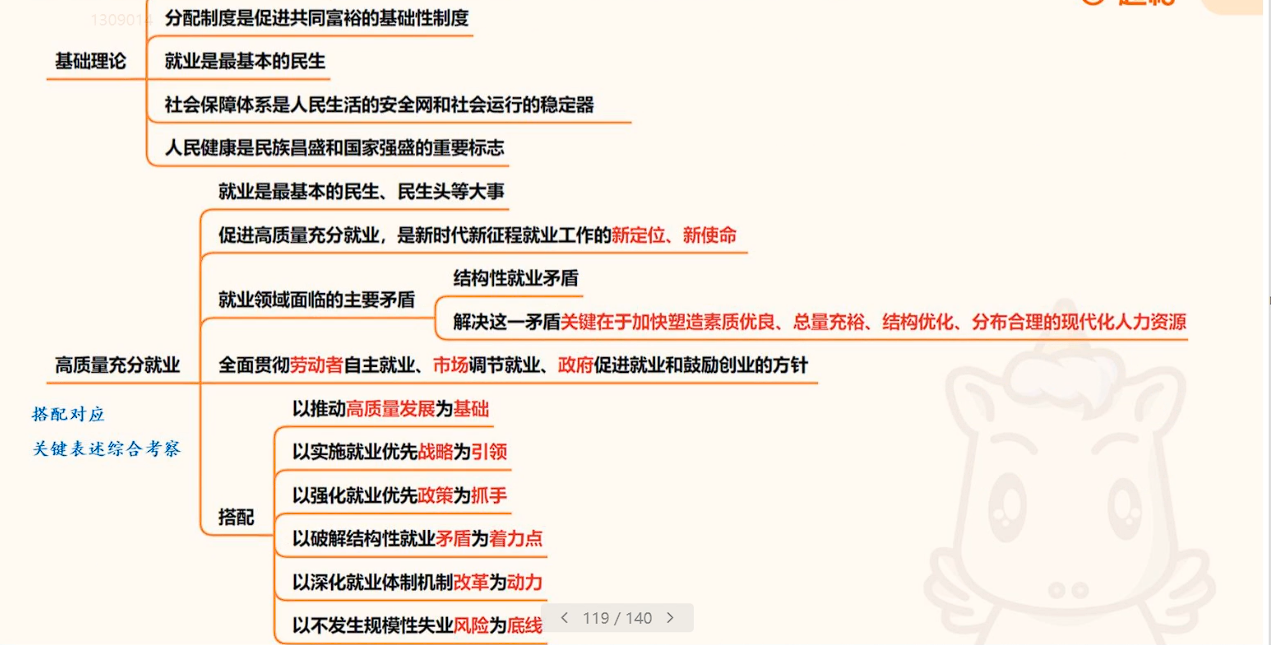 1309014
分配制度是促进共同富裕的基础性制度
基础理论
就业是最基本的民生
社会保障体系是人民生活的安全网和社会运行的稳定器
人民健康是民族昌盛和国家强盛的重要标志
就业是最基本的民生、民生头等大事
促进高质量充分就业，是新时代新征程就业工作的新定位、新使命
结构性就业矛盾
就业领域面临的主要矛盾
解决这一矛盾关键在于加快塑造素质优良、总量充裕、结构优化、分布合理的现代化人力资源
高质量充分就业
全面贯彻劳动者自主就业、市场调节就业、政府促进就业和鼓励创业的方针
搭配对应
关键表述综合考察
以推动高质量发展为基础
以实施就业优先战略为引领
以强化就业优先政策为抓手
搭配
以破解结构性就业矛盾为着力点
以深化就业体制机制改革为动力
以不发生规模性失业风险为底线
119 / 140